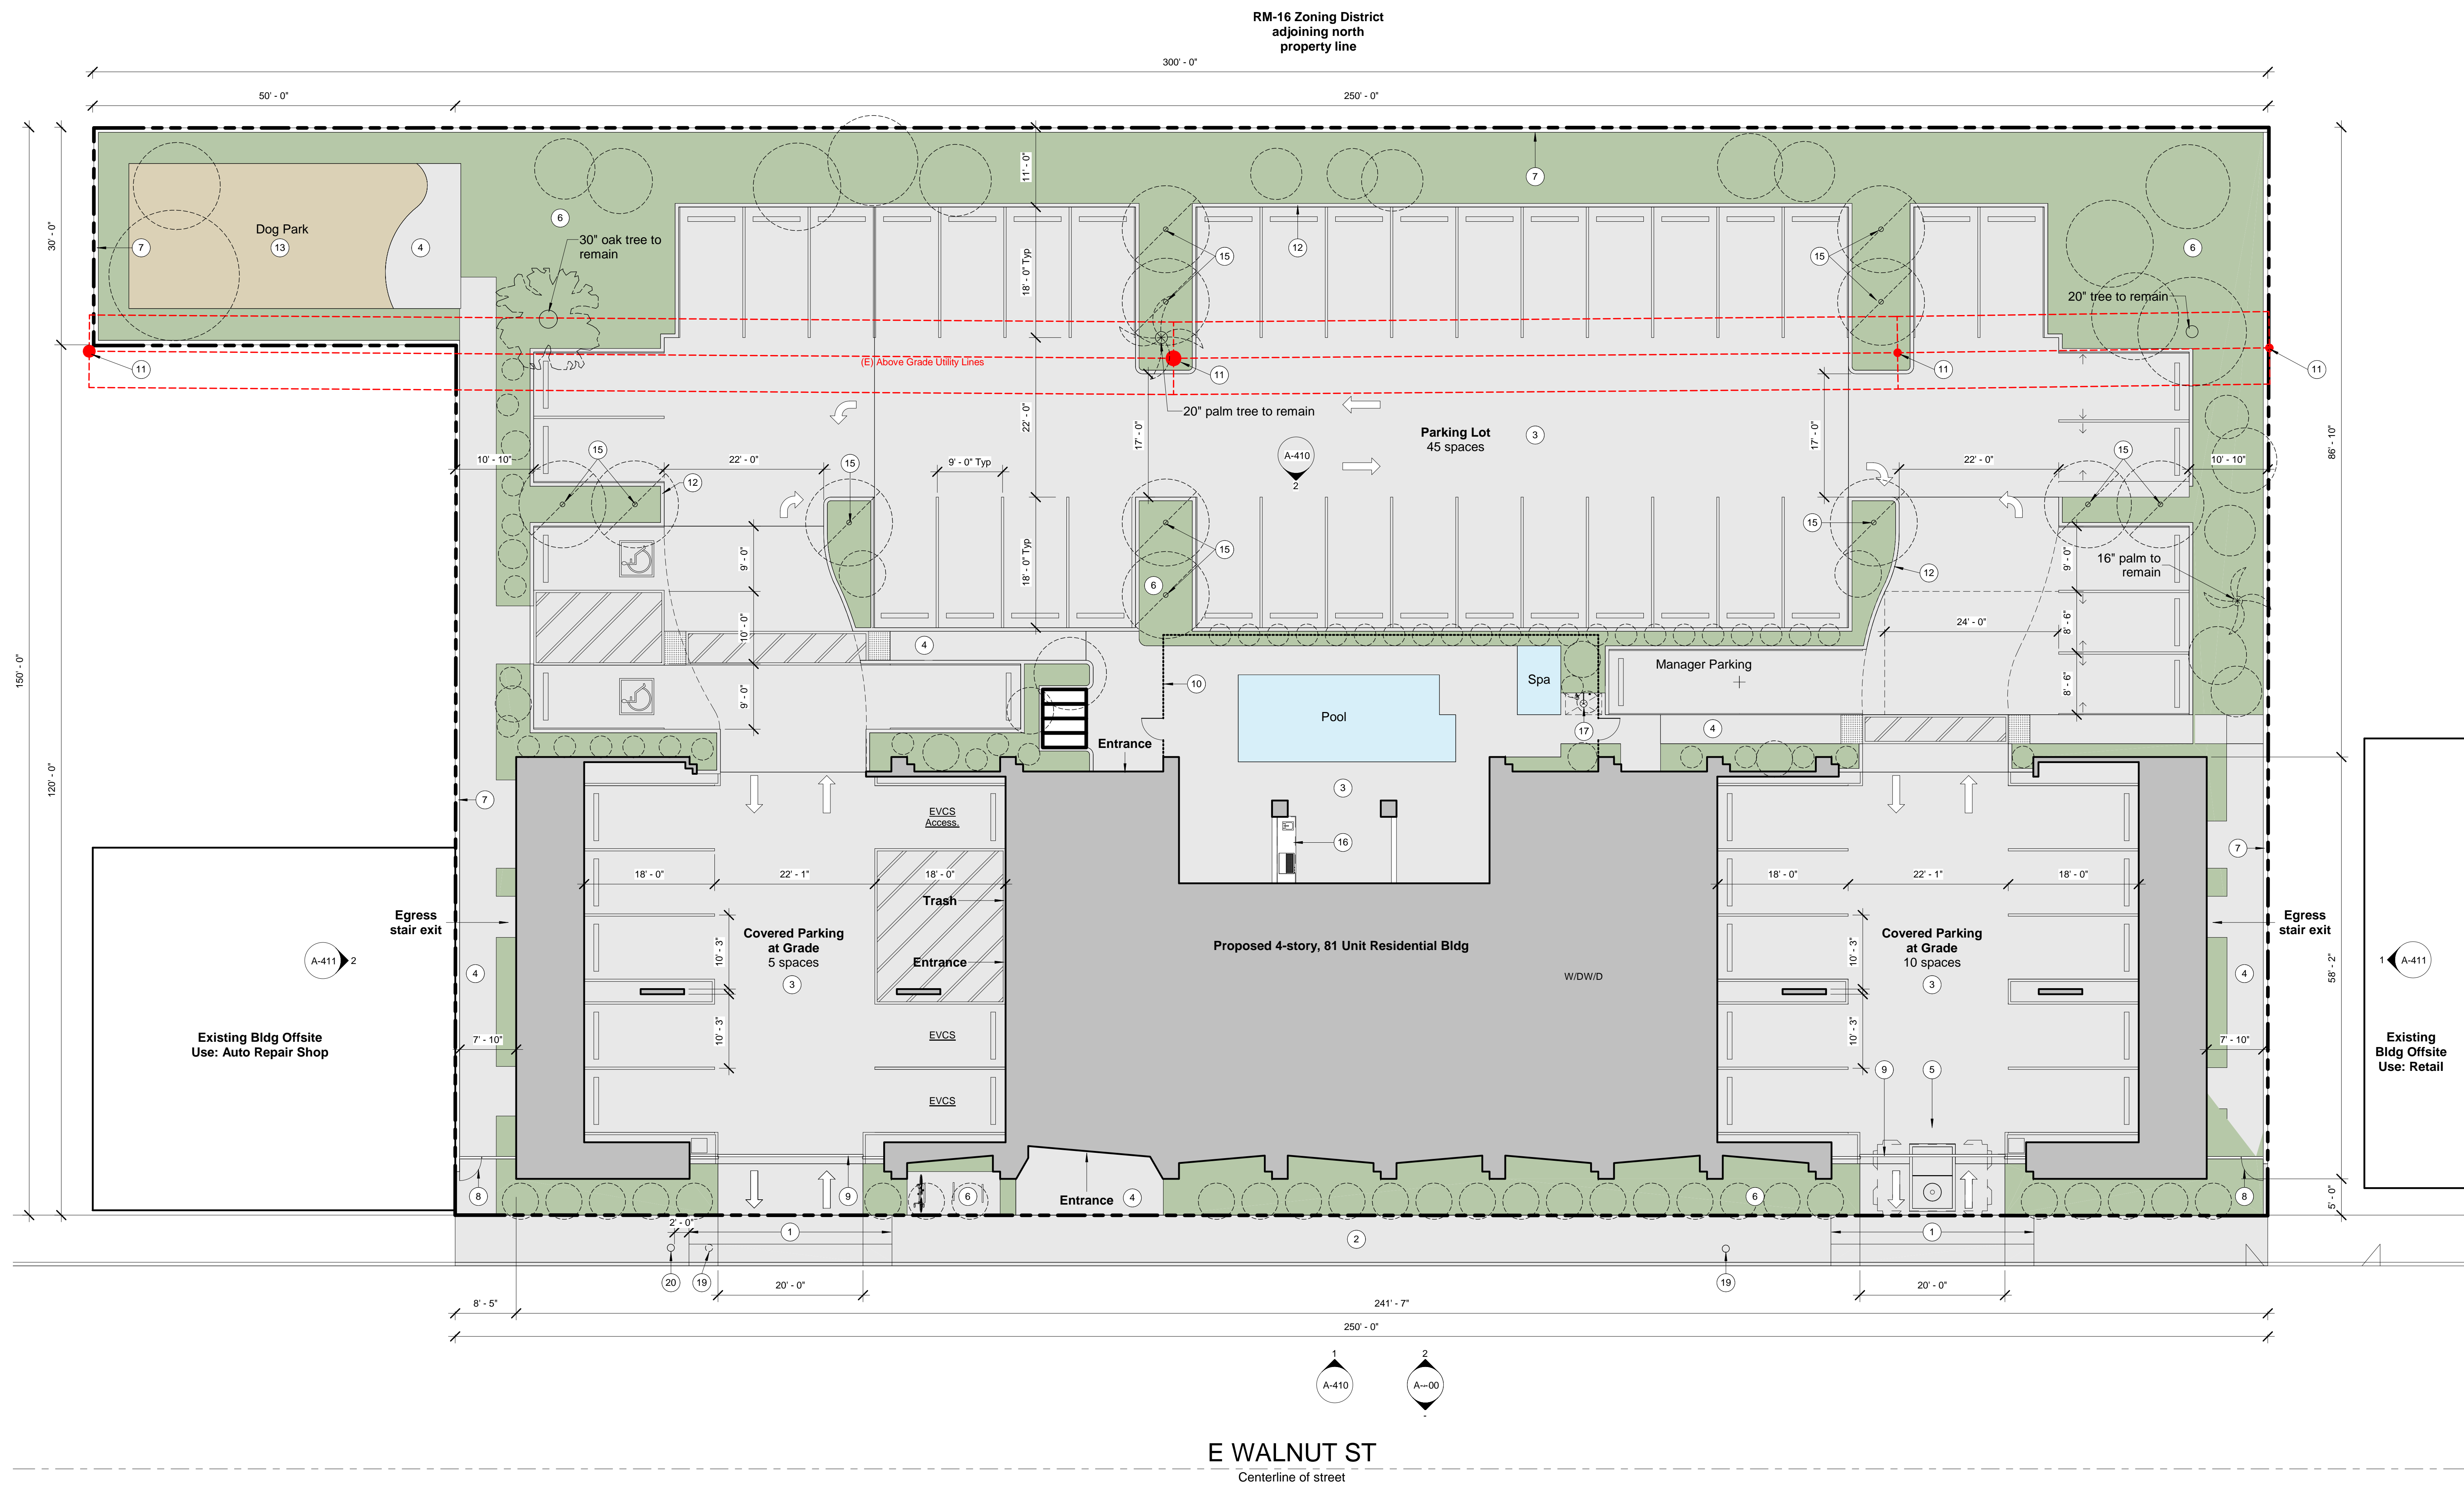 RM-16 Zoning District
adjoining north
property line
300' - 0"
50' - 0"
250' - 0"
11' - 0"
7
Dog Park
7
13
4
6
30" oak tree to
remain
15
12
15
6
30' - 0"
18' - 0" Typ
20" tree to remain
11
(E) Above Grade Utility Lines
11
11
11
20" palm tree to remain
22' - 0"
17' - 0"
A-410
2
Parking Lot
45 spaces
3
17' - 0"
86' - 10"
10' - 10"
15
22' - 0"
15
9' - 0" Typ
22' - 0"
15
10' - 10"
12
15
15
18' - 0" Typ
9' - 0"
6
12
9' - 0"
16" palm to
remain
150' - 0"
10' - 0"
4
24' - 0"
8' - 6"
9' - 0"
10
Spa
Manager Parking
8' - 6"
Pool
17
4
Entrance
120' - 0"
7
3
EVCS
Access.
16
7
18' - 0"
22' - 1"
18' - 0"
18' - 0"
22' - 1"
18' - 0"
Trash
Egress
stair exit
Egress
stair exit
Covered Parking
at Grade
5 spaces
3
10' - 3"
Entrance
Proposed 4-story, 81 Unit Residential Bldg
W/DW/D
Covered Parking
at Grade
10 spaces
3
10' - 3"
A-411
2
4
4
1
A-411
58' - 2"
Existing Bldg Offsite
Use: Auto Repair Shop
7' - 10"
10' - 3"
EVCS
10' - 3"
7' - 10"
Existing
Bldg Offsite
Use: Retail
9
5
EVCS
8
9
6
Entrance
4
6
8
5' - 0"
2' - 0"
1
2
1
20
19
19
20' - 0"
20' - 0"
8' - 5"
241' - 7"
250' - 0"
1
2
A-410
E WALNUT ST
Centerline of street